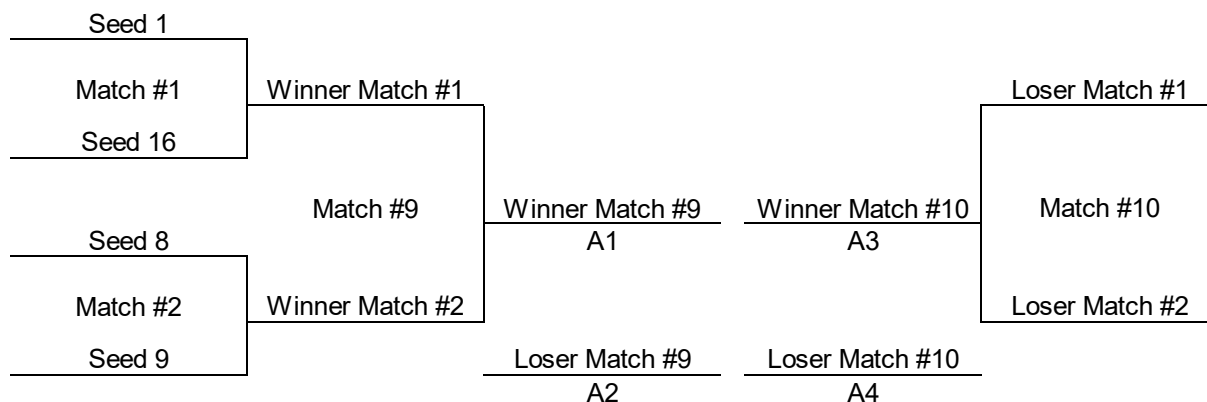 Seed 1
Match #1 Winner Match #1 Loser Match #1
Seed 16
Match #9 Winner Match #9 Winner Match #10 Match #10
Seed 8 A1 A3
Match #2 Winner Match #2 Loser Match #2
Seed 9 Loser Match #9 Loser Match #10
A2 A4